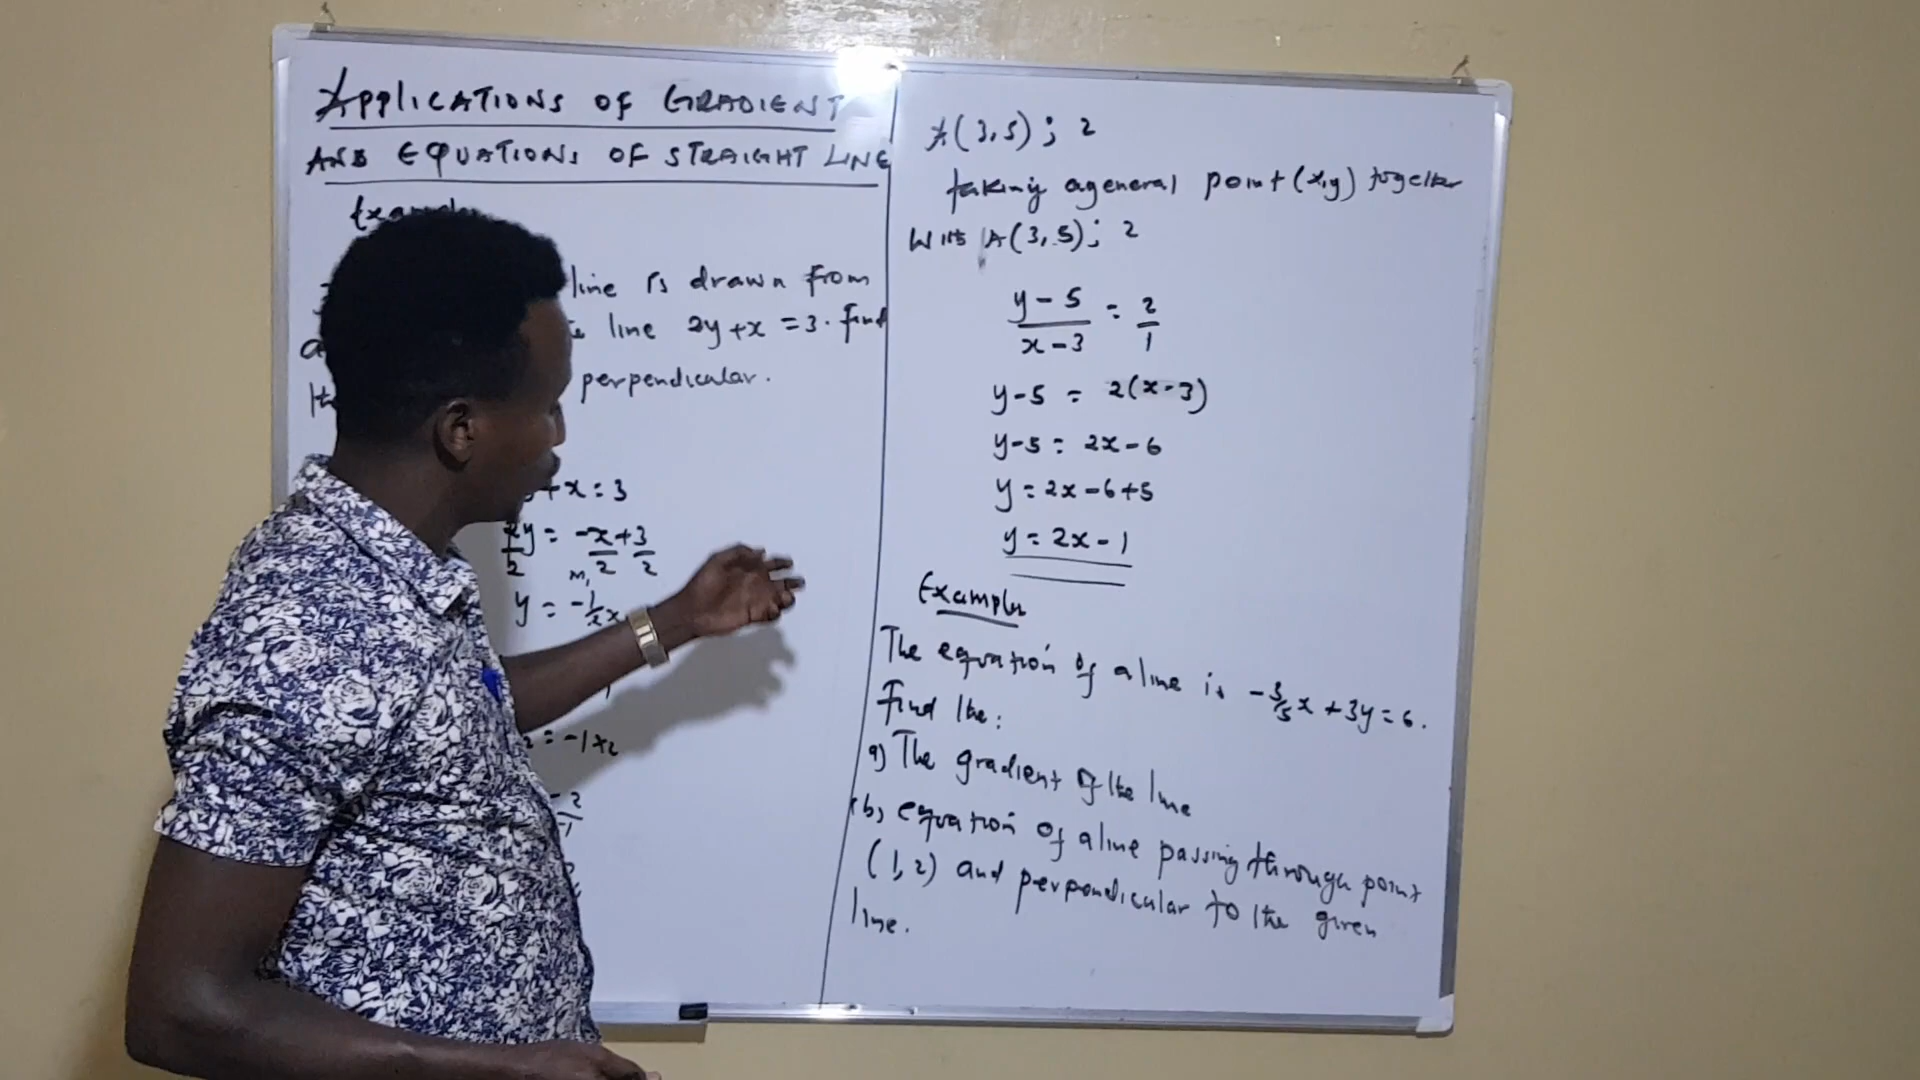 APPLICATIONS OF GRADIENT
AND EQUATIONS OF STRAIGHT LINE
line is drawn from
line 2y+x=3. find
perpendicular.
+x=3
2y/2 = -x/2+3/2
M₁
y = -1/2x
= -1×2
A(3,5); 2
taking a general point (x,y) together
with A(3,5); 2
y-5/x-3 = 2/1
y-5 = 2(x-3)
y-5 = 2x-6
y = 2x-6+5
y = 2x-1
Example
The equation of a line is -3/5x+3y=6.
Find the:
a) The gradient of the line
(b) equation of a line passing through point
(1,2) and perpendicular to the given
line.